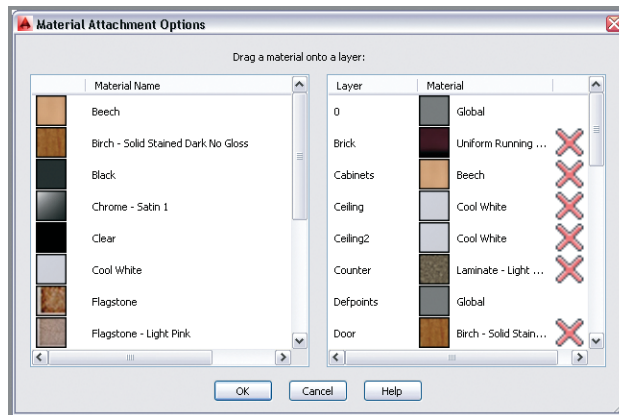 Material Attachment Options
Drag a material onto a layer:
Material Name
Beech
Birch - Solid Stained Dark No Gloss
Black
Chrome - Satin 1
Clear
Cool White
Flagstone
Flagstone - Light Pink
Layer Material
0 Global
Brick Uniform Running ...
Cabinets Beech
Ceiling Cool White
Ceiling2 Cool White
Counter Laminate - Light ...
Defpoints Global
Door Birch - Solid Stain...
OK Cancel Help